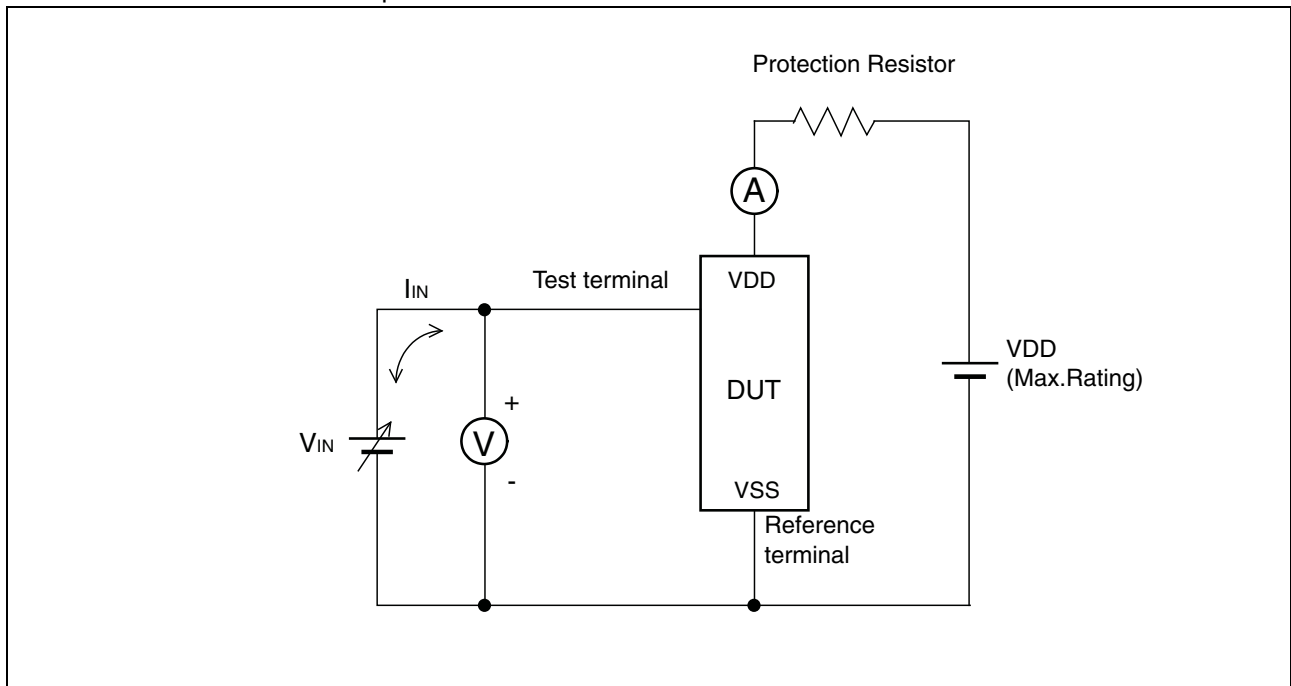 Protection Resistor
A
Test terminal
VDD
IIN
VDD
(Max.Rating)
DUT
+
VIN
V
-
VSS
Reference
terminal